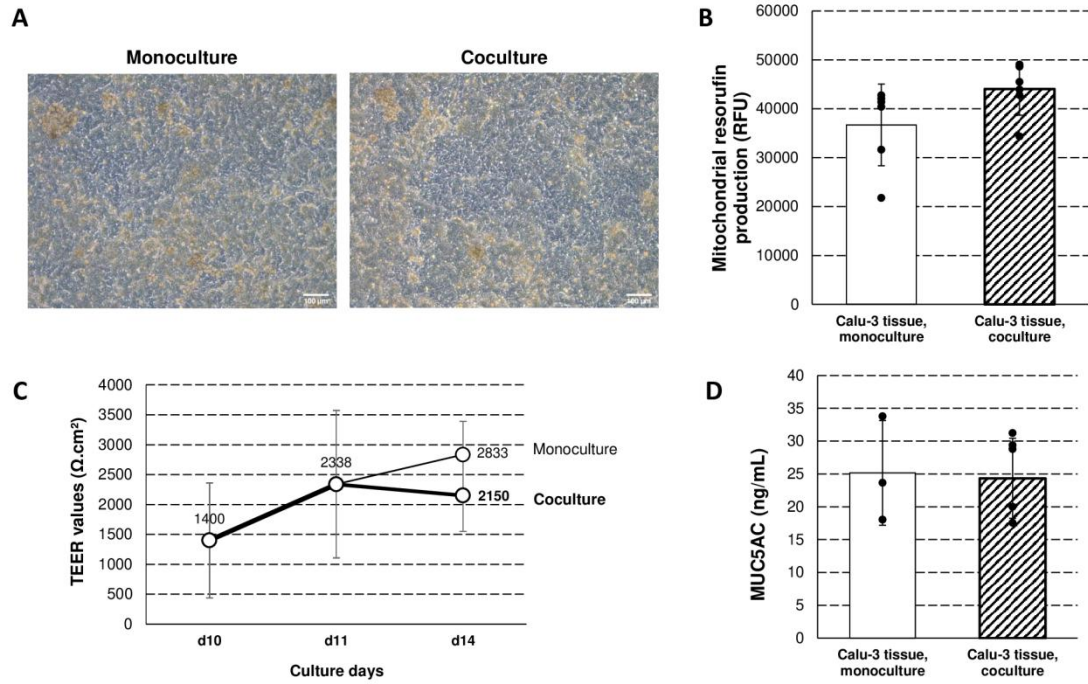 A
Monoculture
Coculture
100 µm
100 µm
B
Mitochondrial resorufin
production (RFU)
60000
50000
40000
30000
20000
10000
0
Calu-3 tissue,
monoculture
Calu-3 tissue,
coculture
C
TEER values (Ω.cm²)
4000
3500
3000
2500
2000
1500
1000
500
0
1400
2338
2833
Monoculture
2150
Coculture
d10
d11
d14
Culture days
D
MUC5AC (ng/mL)
40
35
30
25
20
15
10
5
0
Calu-3 tissue,
monoculture
Calu-3 tissue,
coculture